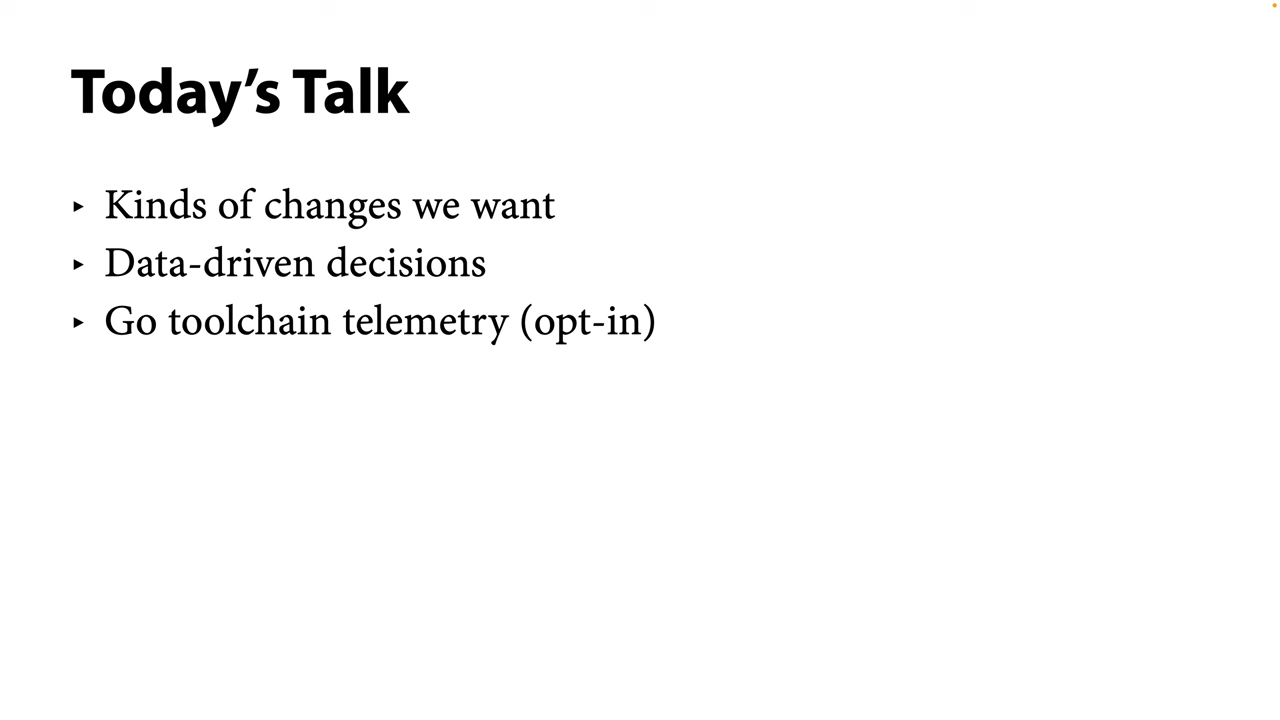 Today’s Talk
‣ Kinds of changes we want
‣ Data-driven decisions
‣ Go toolchain telemetry (opt-in)